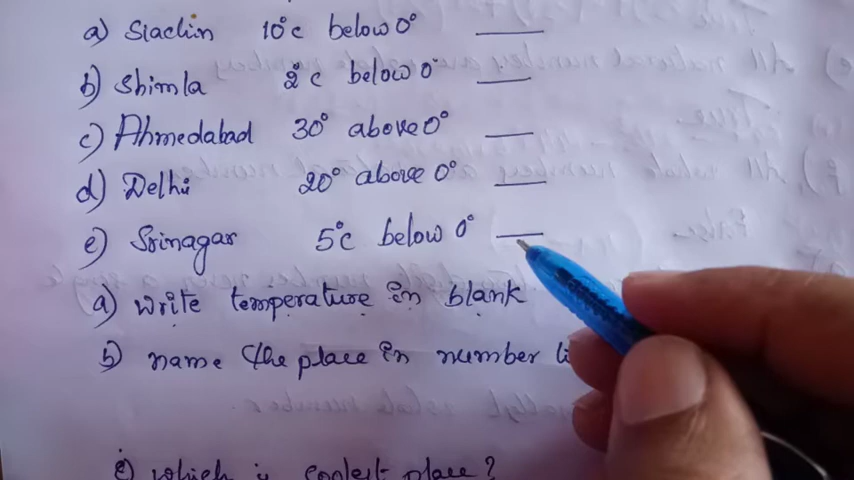 a) Siachin 10°c below 0° ____
b) Shimla 2°c below 0° ____
c) Ahmedabad 30° above 0° ____
d) Delhi 20° above 0° ____
e) Srinagar 5°c below 0° ____
a) write temperature in blank
b) name the place in number li
c) which is coolest place?